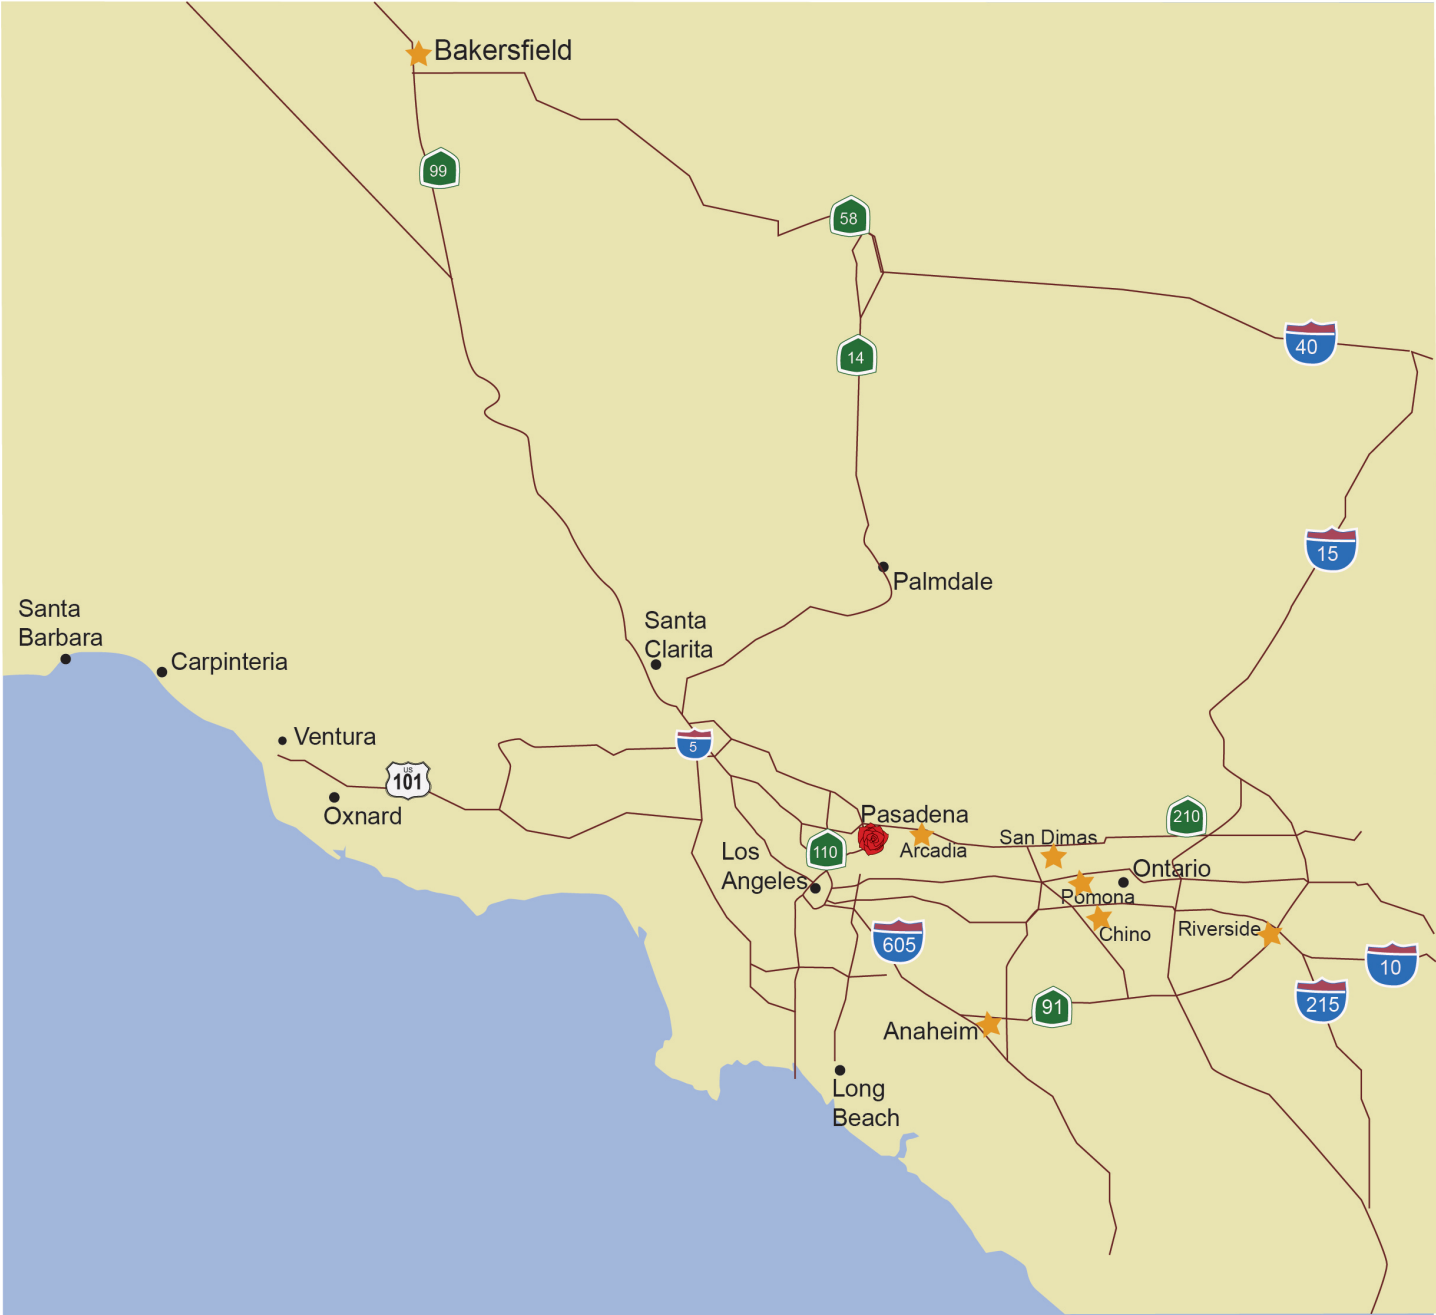 Bakersfield
99
58
40
14
15
Palmdale
Santa
Barbara
Santa
Clarita
Carpinteria
Ventura
5
US
101
Oxnard
Pasadena
210
Arcadia
San Dimas
110
Los
Angeles
Ontario
Pomona
Chino
Riverside
605
10
215
91
Anaheim
Long
Beach